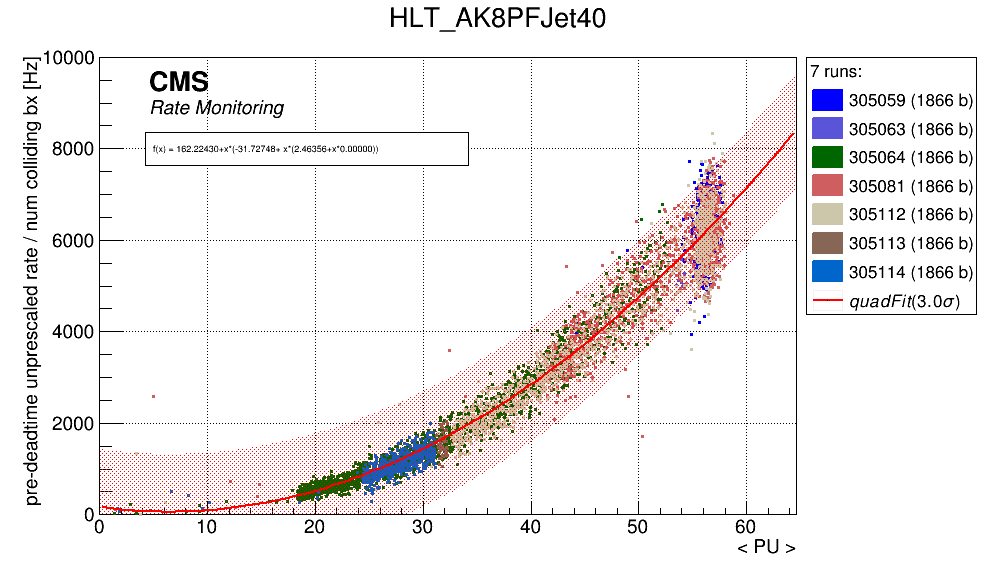 HLT_AK8PFJet40
pre-deadtime unprescaled rate / num colliding bx [Hz]
10000
8000
6000
4000
2000
0
CMS
Rate Monitoring
f(x) = 162.22430+x*(-31.72748+ x*(2.46356+x*0.00000))
0 10 20 30 40 50 60
< PU >
7 runs:
305059 (1866 b)
305063 (1866 b)
305064 (1866 b)
305081 (1866 b)
305112 (1866 b)
305113 (1866 b)
305114 (1866 b)
quadFit(3.0σ)